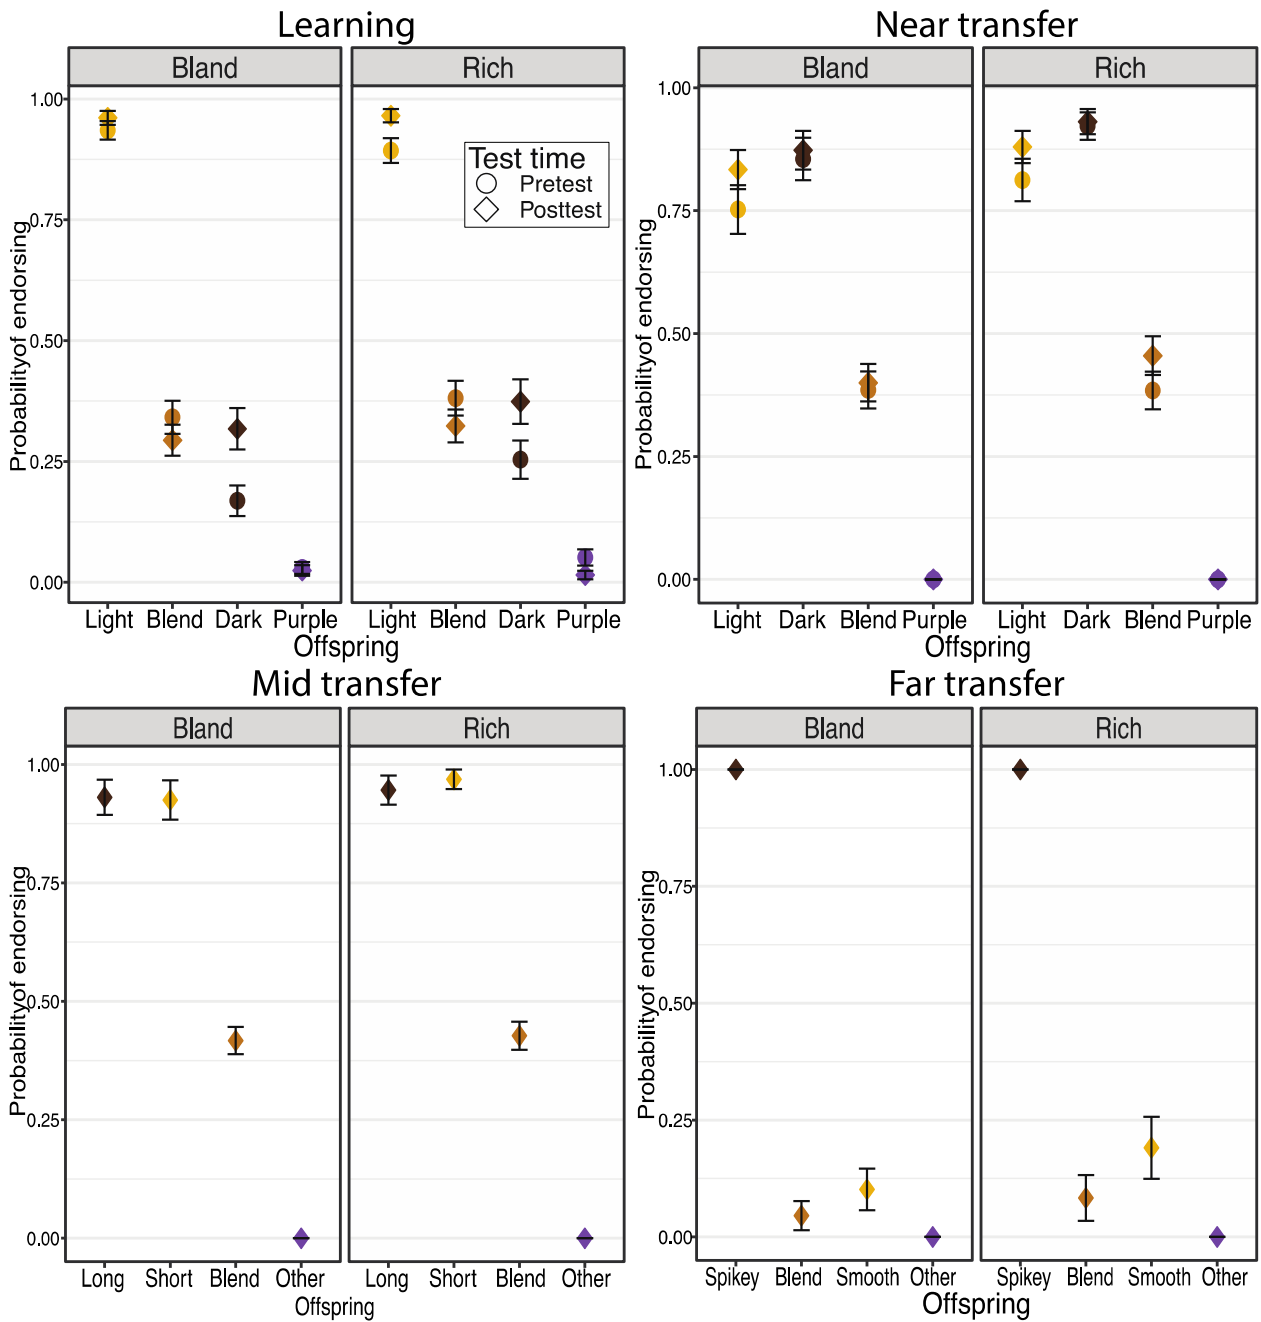 Learning
Near transfer
Bland Rich
Bland Rich
1.00
0.75
0.50
0.25
0.00
Probabilityof endorsing
Test time
Pretest
Posttest
Light Blend Dark Purple Light Blend Dark Purple
Offspring
1.00
0.75
0.50
0.25
0.00
Probabilityof endorsing
Light Dark Blend Purple Light Dark Blend Purple
Offspring
Mid transfer
Far transfer
Bland Rich
Bland Rich
1.00
0.75
0.50
0.25
0.00
Probabilityof endorsing
Long Short Blend Other Long Short Blend Other
Offspring
1.00
0.75
0.50
0.25
0.00
Probabilityof endorsing
Spikey Blend Smooth Other Spikey Blend Smooth Other
Offspring